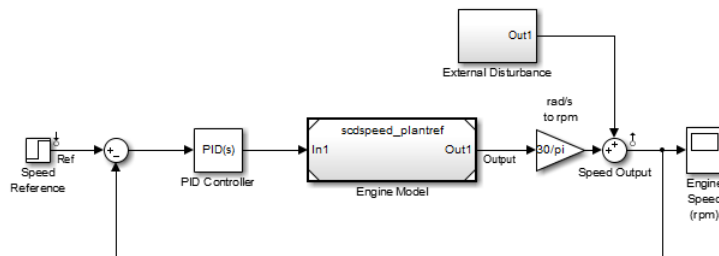 Out1
External Disturbance
rad/s
to rpm
scdspeed_plantref
In1
Out1
Ref
PID(s)
Output
30/pi
Speed
Reference
PID Controller
Engine Model
Speed Output
Engine
Speed
(rpm)